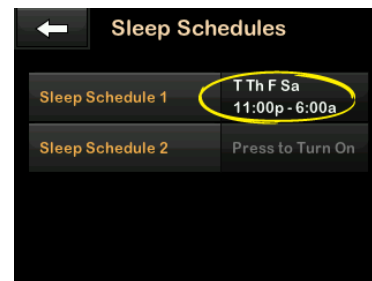 Sleep Schedules
Sleep Schedule 1
T Th F Sa
11:00p - 6:00a
Sleep Schedule 2
Press to Turn On